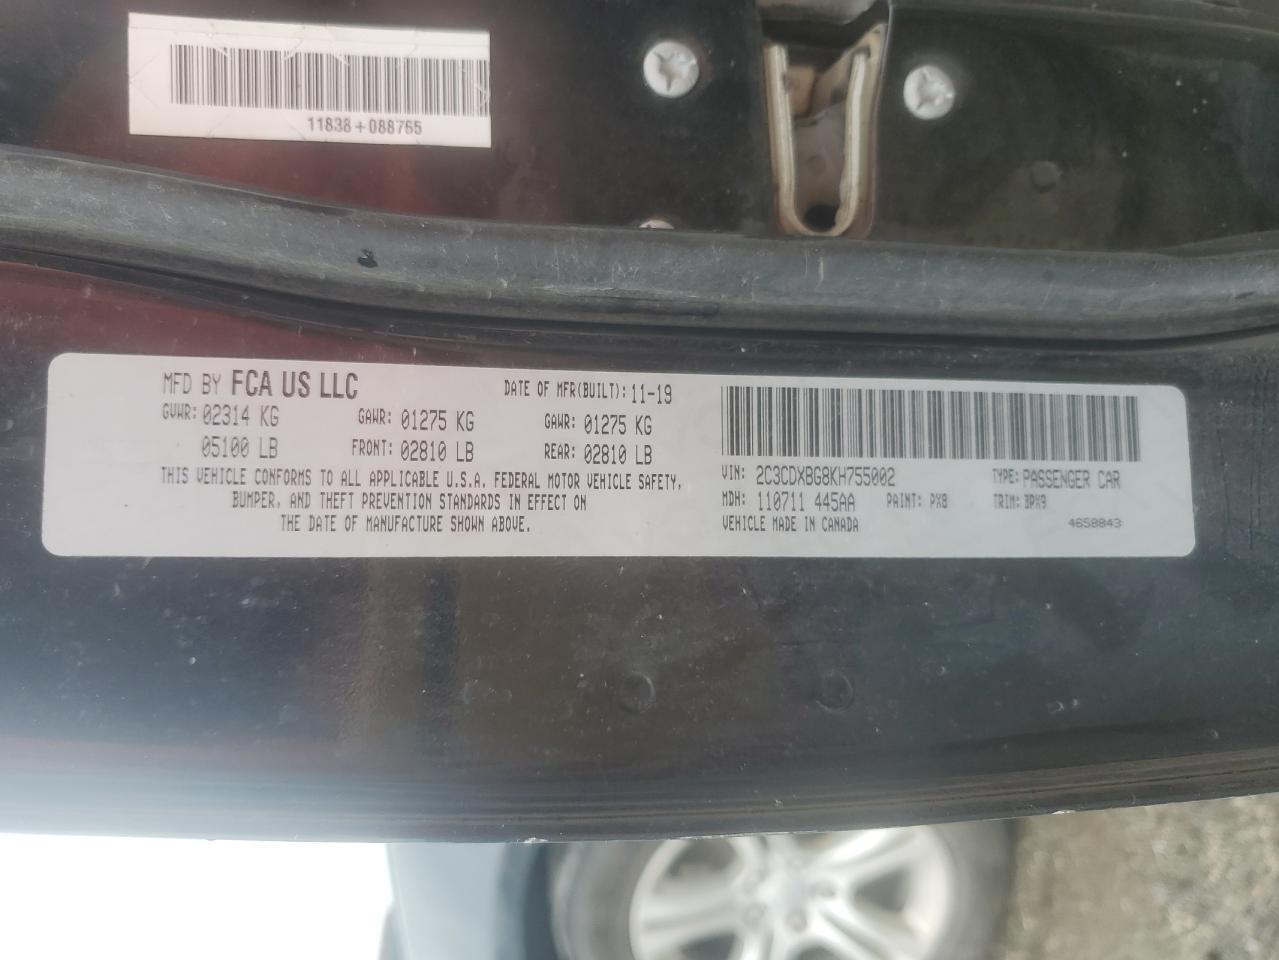 11838+088765
MFD BY FCA US LLC DATE OF MFR(BUILT): 11-19
GVWR: 02314 KG GAWR: 01275 KG GAWR: 01275 KG
05100 LB FRONT: 02810 LB REAR: 02810 LB
THIS VEHICLE CONFORMS TO ALL APPLICABLE U.S.A. FEDERAL MOTOR VEHICLE SAFETY,
BUMPER, AND THEFT PREVENTION STANDARDS IN EFFECT ON
THE DATE OF MANUFACTURE SHOWN ABOVE.
VIN: 2C3CDXBG8KH755002 TYPE: PASSENGER CAR
MDH: 110711 445AA PAINT: PX8 TRIM: BPX9
VEHICLE MADE IN CANADA 4658843